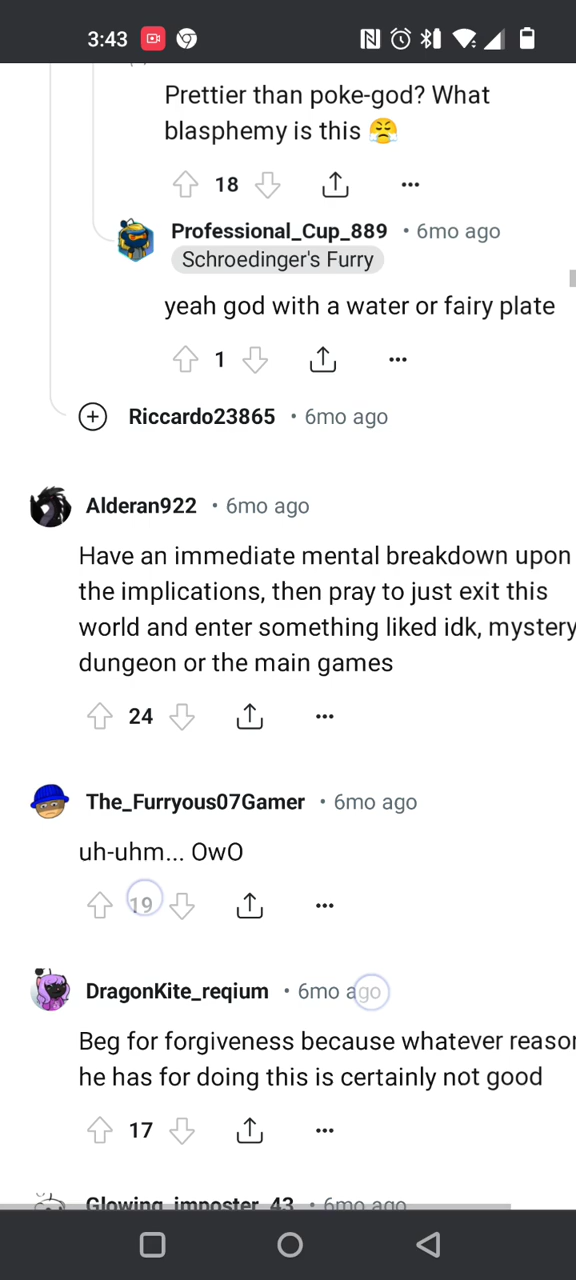 3:43
Prettier than poke-god? What
blasphemy is this 😤
18
Professional_Cup_889 • 6mo ago
Schroedinger's Furry
yeah god with a water or fairy plate
1
Riccardo23865 • 6mo ago
Alderan922 • 6mo ago
Have an immediate mental breakdown upon
the implications, then pray to just exit this
world and enter something liked idk, mystery
dungeon or the main games
24
The_Furryous07Gamer • 6mo ago
uh-uhm... OwO
19
DragonKite_reqium • 6mo ago
Beg for forgiveness because whatever reason
he has for doing this is certainly not good
17
Glowing_imposter_43 • 6mo ago